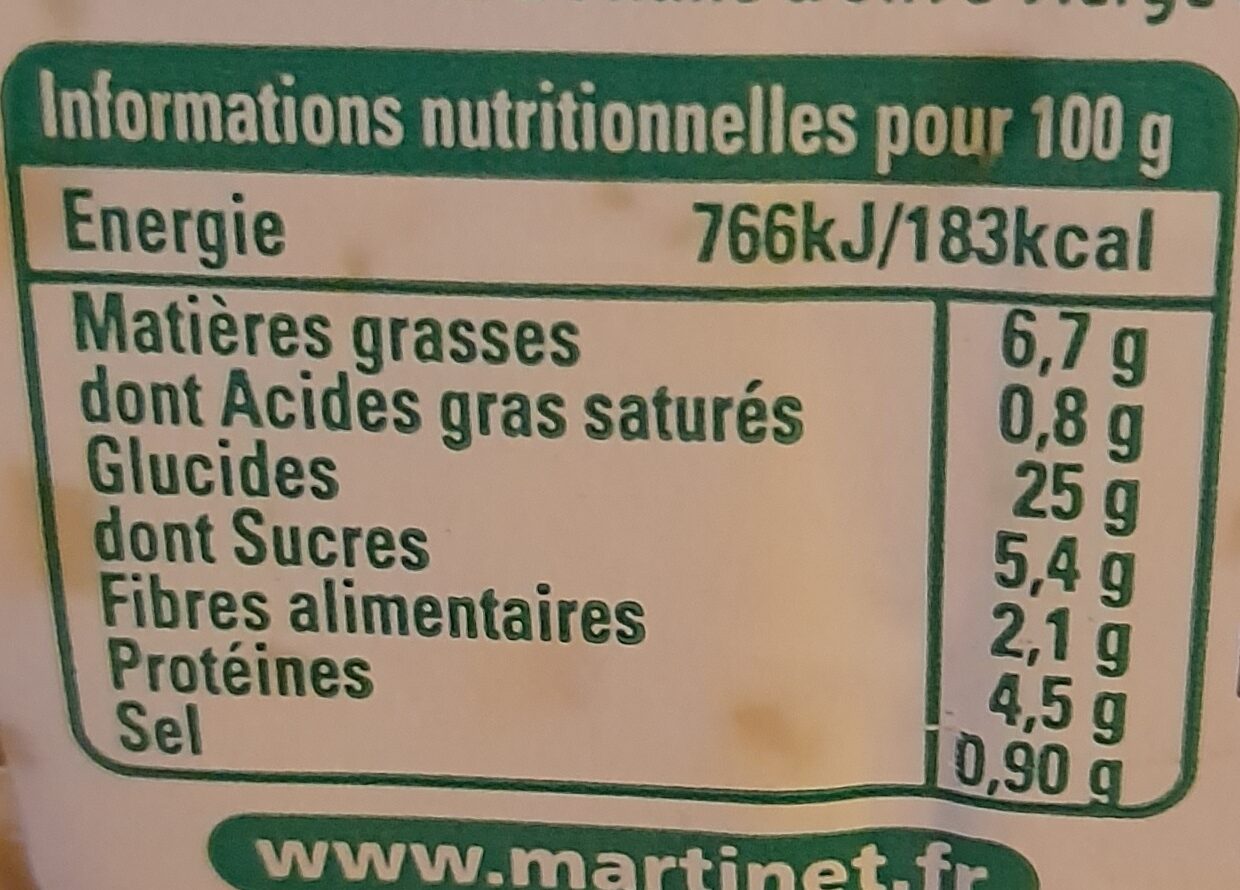 Informations nutritionnelles pour 100 g
Energie 766kJ/183kcal
Matières grasses 6,7 g
dont Acides gras saturés 0,8 g
Glucides 25 g
dont Sucres 5,4 g
Fibres alimentaires 2,1 g
Protéines 4,5 g
Sel 0,90 g
www.martinet.fr